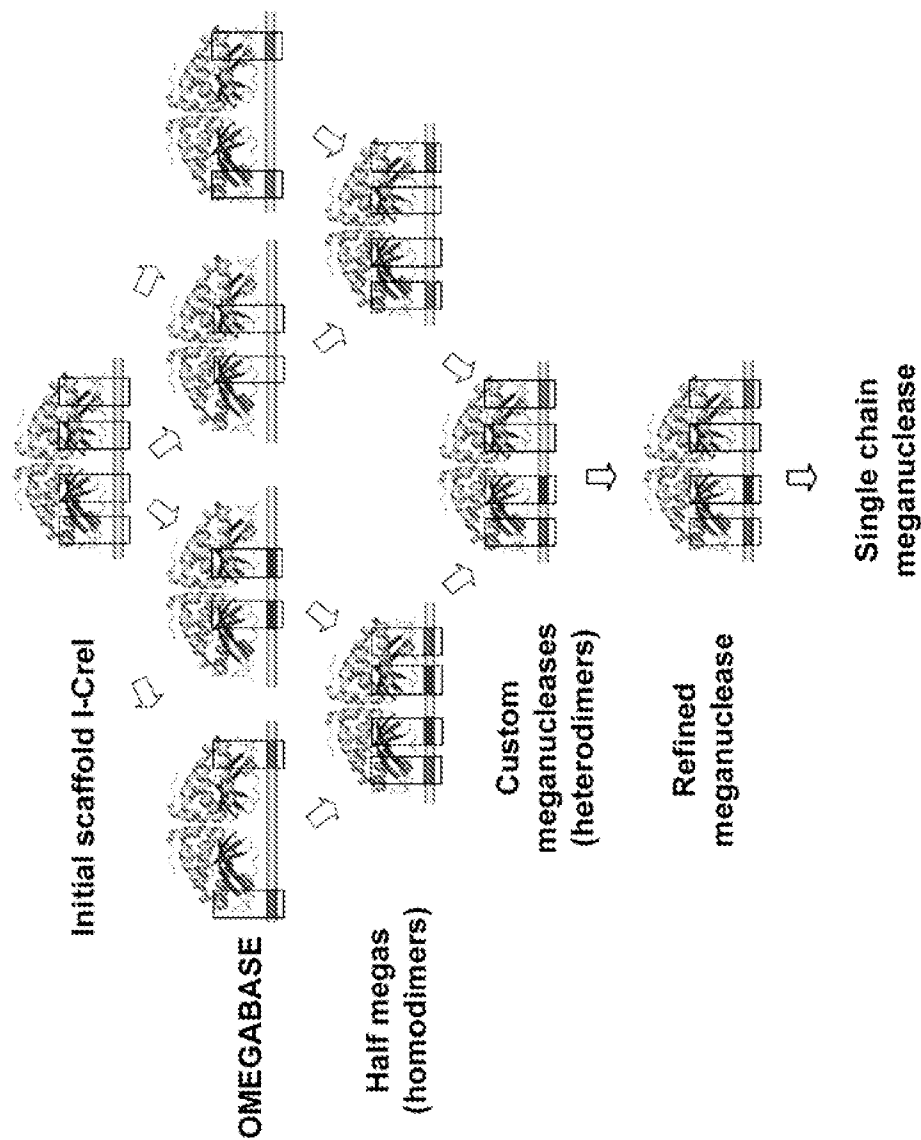 Initial scaffold I-CreI
OMEGABASE
Half megas
(homodimers)
Custom
meganucleases
(heterodimers)
Refined
meganuclease
Single chain
meganuclease